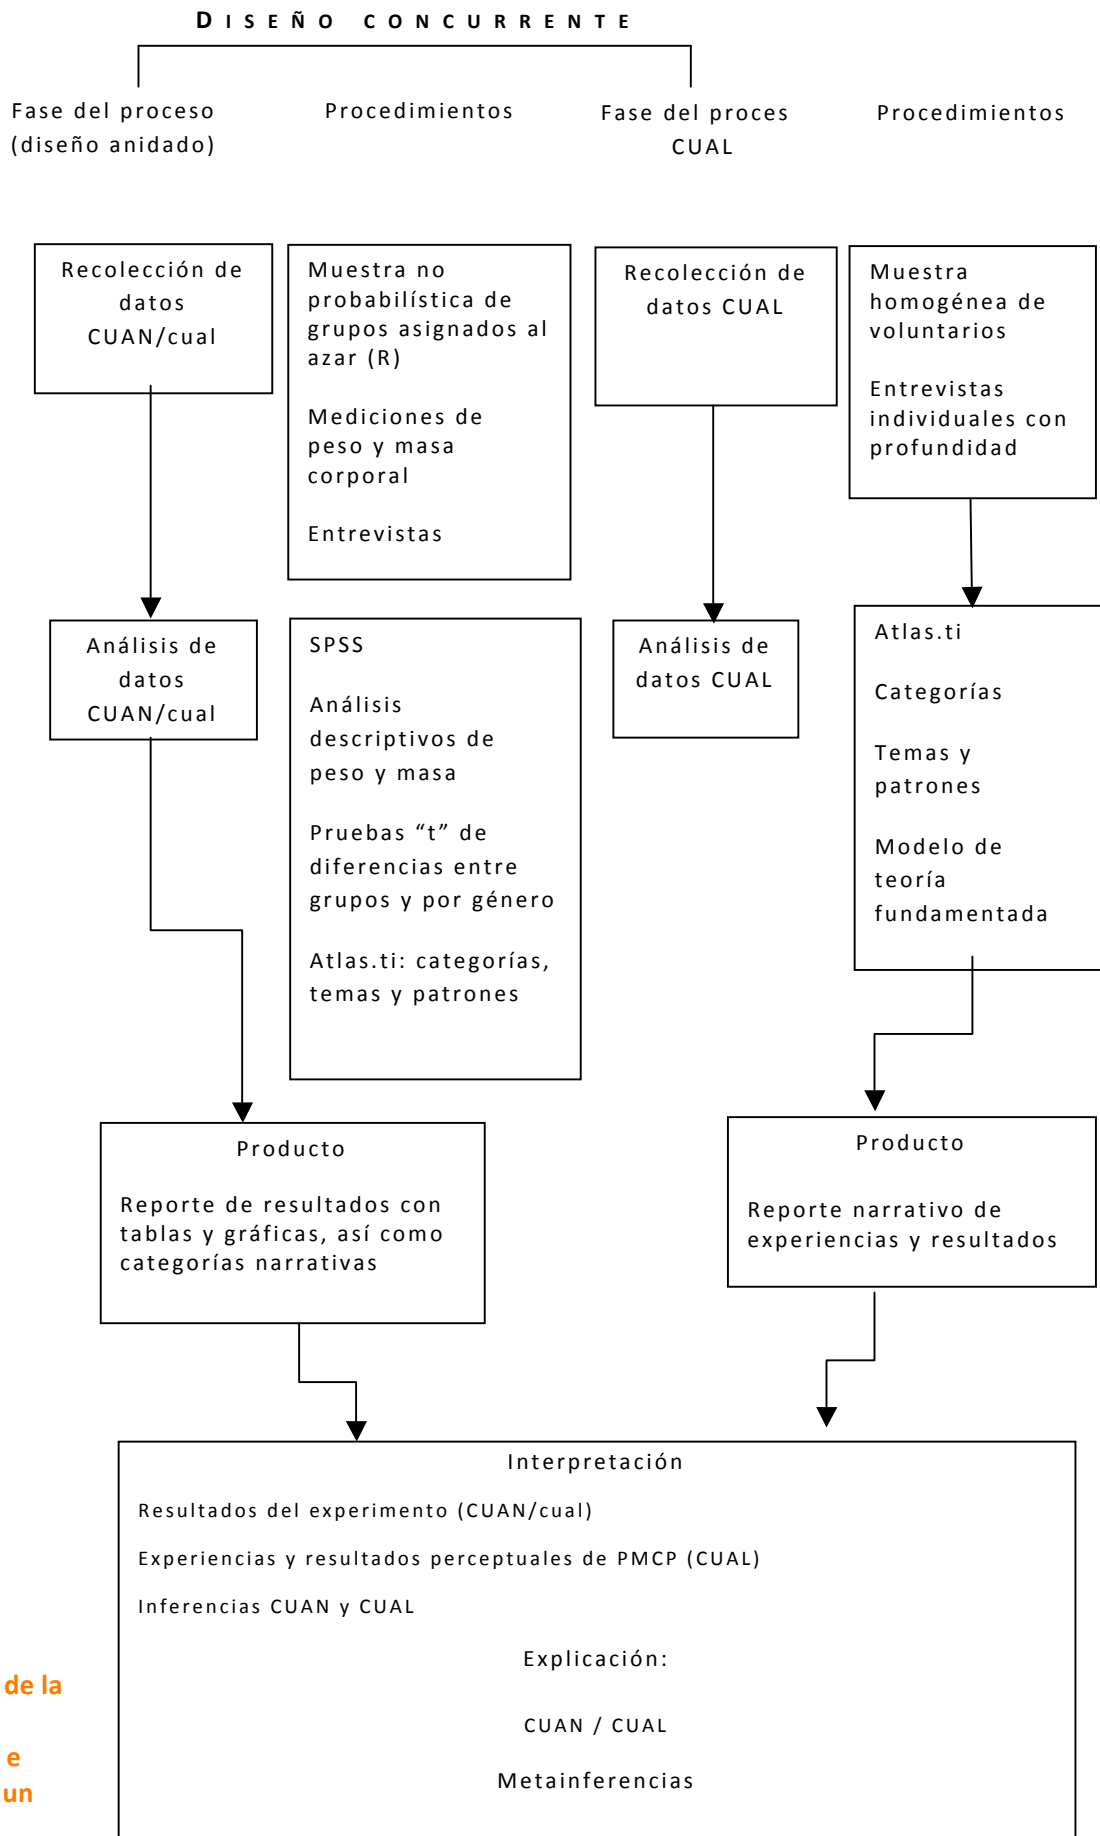 DISEÑO CONCURRENTE
Fase del proceso
(diseño anidado)
Procedimientos
Fase del proces
CUAL
Procedimientos
Recolección de
datos
CUAN/cual
Muestra no
probabilística de
grupos asignados al
azar (R)
Mediciones de
peso y masa
corporal
Entrevistas
Recolección de
datos CUAL
Muestra
homogénea de
voluntarios
Entrevistas
individuales con
profundidad
Análisis de
datos
CUAN/cual
SPSS
Análisis
descriptivos de
peso y masa
Pruebas “t” de
diferencias entre
grupos y por género
Atlas.ti: categorías,
temas y patrones
Análisis de
datos CUAL
Atlas.ti
Categorías
Temas y
patrones
Modelo de
teoría
fundamentada
Producto
Reporte de resultados con
tablas y gráficas, así como
categorías narrativas
Producto
Reporte narrativo de
experiencias y resultados
Interpretación
Resultados del experimento (CUAN/cual)
Experiencias y resultados perceptuales de PMCP (CUAL)
Inferencias CUAN y CUAL
Explicación:
CUAN / CUAL
Metainferencias
de la
e
un